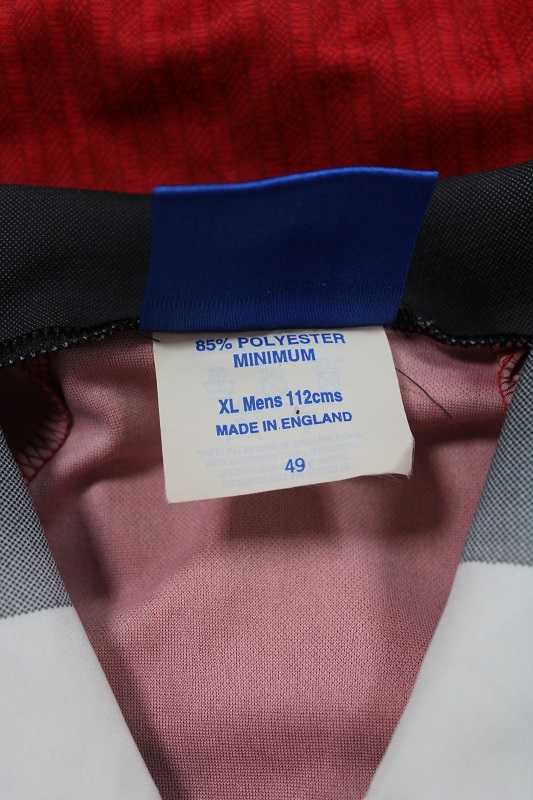 85% POLYESTER
MINIMUM
XL Mens 112cms
MADE IN ENGLAND
49